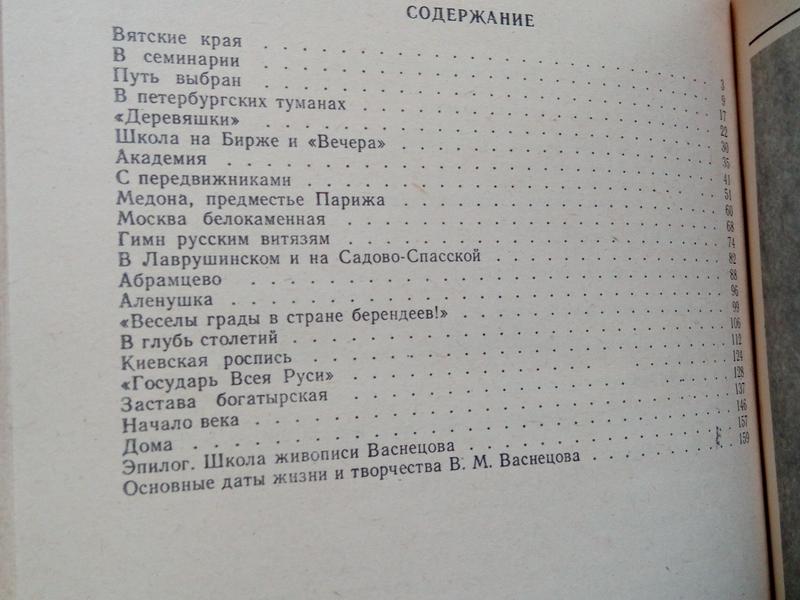 СОДЕРЖАНИЕ
Вятские края . . . . . . . . . . 3
В семинарии . . . . . . . . . . 9
Путь выбран . . . . . . . . . . 17
В петербургских туманах . . . . . . . . . . 22
«Деревяшки» . . . . . . . . . . 30
Школа на Бирже и «Вечера» . . . . . . . . . . 35
Академия . . . . . . . . . . 41
С передвижниками . . . . . . . . . . 51
Медона, предместье Парижа . . . . . . . . . . 60
Москва белокаменная . . . . . . . . . . 68
Гимн русским витязям . . . . . . . . . . 74
В Лаврушинском и на Садово-Спасской . . . . . . . . . . 82
Абрамцево . . . . . . . . . . 88
Аленушка . . . . . . . . . . 96
«Веселы грады в стране берендеев!» . . . . . . . . . . 99
В глубь столетий . . . . . . . . . . 106
Киевская роспись . . . . . . . . . . 112
«Государь Всея Руси» . . . . . . . . . . 124
Застава богатырская . . . . . . . . . . 128
Начало века . . . . . . . . . . 137
Дома . . . . . . . . . . 146
Эпилог. Школа живописи Васнецова . . . . . . . . . . 157
Основные даты жизни и творчества В. М. Васнецова . . . . . . . 159